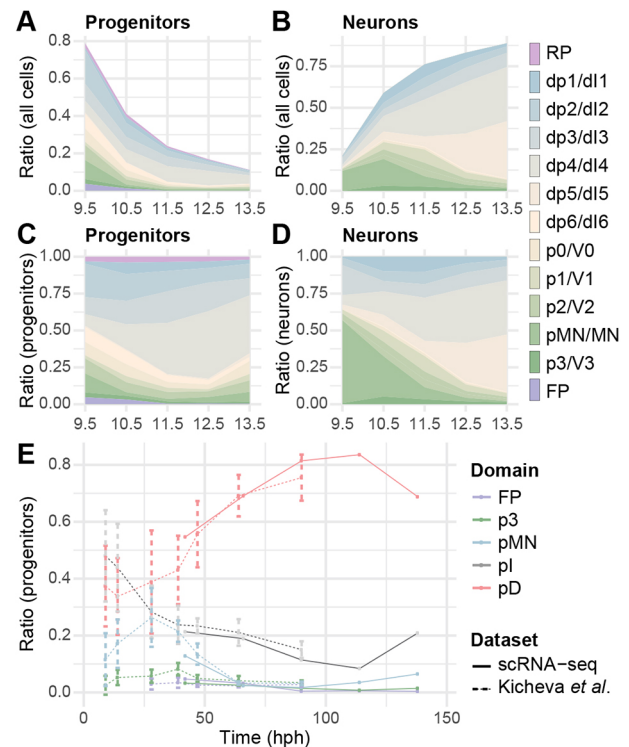 A
Progenitors
Ratio (all cells)
0.8
0.6
0.4
0.2
0.0
9.5 10.5 11.5 12.5 13.5
B
Neurons
Ratio (all cells)
0.75
0.50
0.25
0.00
9.5 10.5 11.5 12.5 13.5
RP
dp1/dI1
dp2/dI2
dp3/dI3
dp4/dI4
dp5/dI5
dp6/dI6
p0/V0
p1/V1
p2/V2
pMN/MN
p3/V3
FP
C
Progenitors
Ratio (progenitors)
1.00
0.75
0.50
0.25
0.00
9.5 10.5 11.5 12.5 13.5
D
Neurons
Ratio (neurons)
1.00
0.75
0.50
0.25
0.00
9.5 10.5 11.5 12.5 13.5
E
Ratio (progenitors)
0.8
0.6
0.4
0.2
0.0
0 50 100 150
Time (hph)
Domain
FP
p3
pMN
pI
pD
Dataset
scRNA−seq
Kicheva et al.